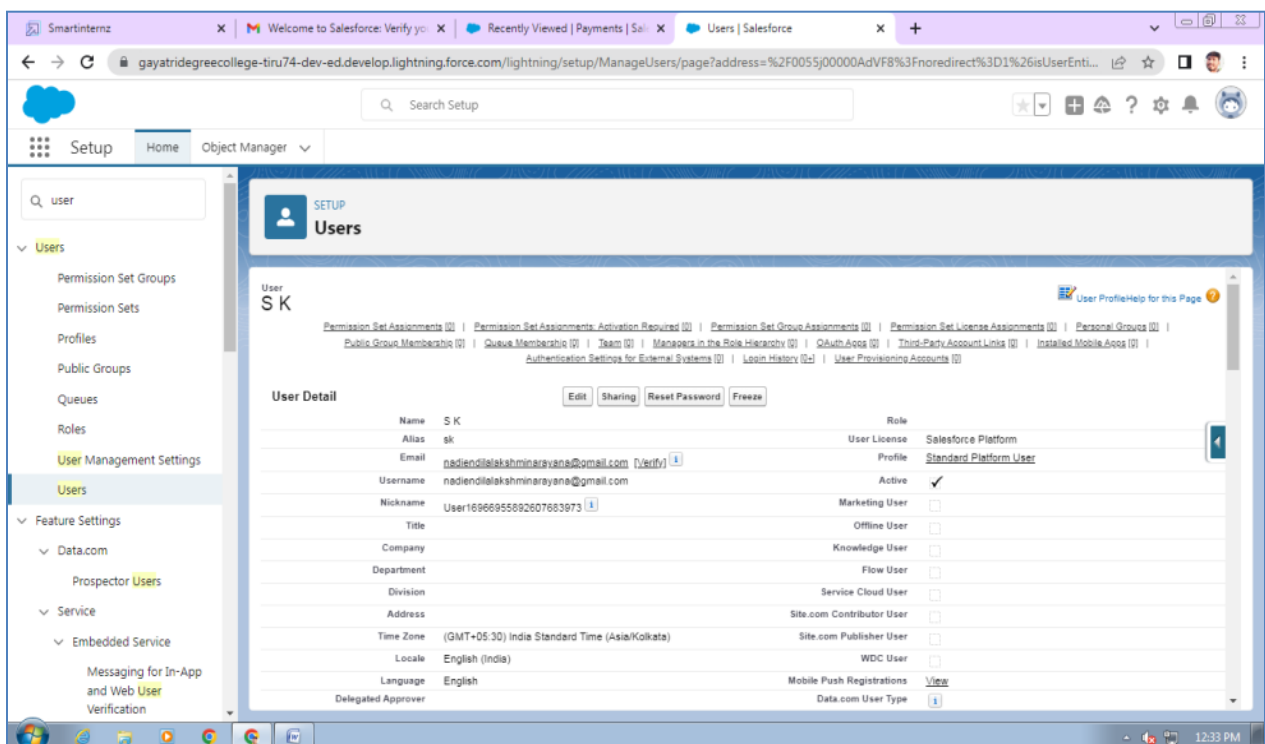 Smartinternz
Welcome to Salesforce: Verify yo
Recently Viewed | Payments | Sal
Users | Salesforce
gayatridegreecollege-tiru74-dev-ed.develop.lightning.force.com/lightning/setup/ManageUsers/page?address=%2F0055j00000AdVF8%3Fnoredirect%3D1%26isUserEnti...
Search Setup
Setup Home Object Manager
user
SETUP
Users
Users
Permission Set Groups
Permission Sets
Profiles
Public Groups
Queues
Roles
User Management Settings
Users
Feature Settings
Data.com
Prospector Users
Service
Embedded Service
Messaging for In-App
and Web User
Verification
User
S K
User Profile Help for this Page
Permission Set Assignments [0] | Permission Set Assignments: Activation Required [0] | Permission Set Group Assignments [0] | Permission Set License Assignments [0] | Personal Groups [0] |
Public Group Membership [0] | Queue Membership [0] | Team [0] | Managers in the Role Hierarchy [0] | OAuth Apps [0] | Third-Party Account Links [0] | Installed Mobile Apps [0] |
Authentication Settings for External Systems [0] | Login History [0+] | User Provisioning Accounts [0]
User Detail Edit Sharing Reset Password Freeze
Name S K Role
Alias sk User License Salesforce Platform
Email nadiendilalakshminarayana@gmail.com [Verify] i Profile Standard Platform User
Username nadiendilalakshminarayana@gmail.com Active ✓
Nickname User16966955892607683973 i Marketing User
Title Offline User
Company Knowledge User
Department Flow User
Division Service Cloud User
Address Site.com Contributor User
Time Zone (GMT+05:30) India Standard Time (Asia/Kolkata) Site.com Publisher User
Locale English (India) WDC User
Language English Mobile Push Registrations View
Delegated Approver Data.com User Type i
12:33 PM